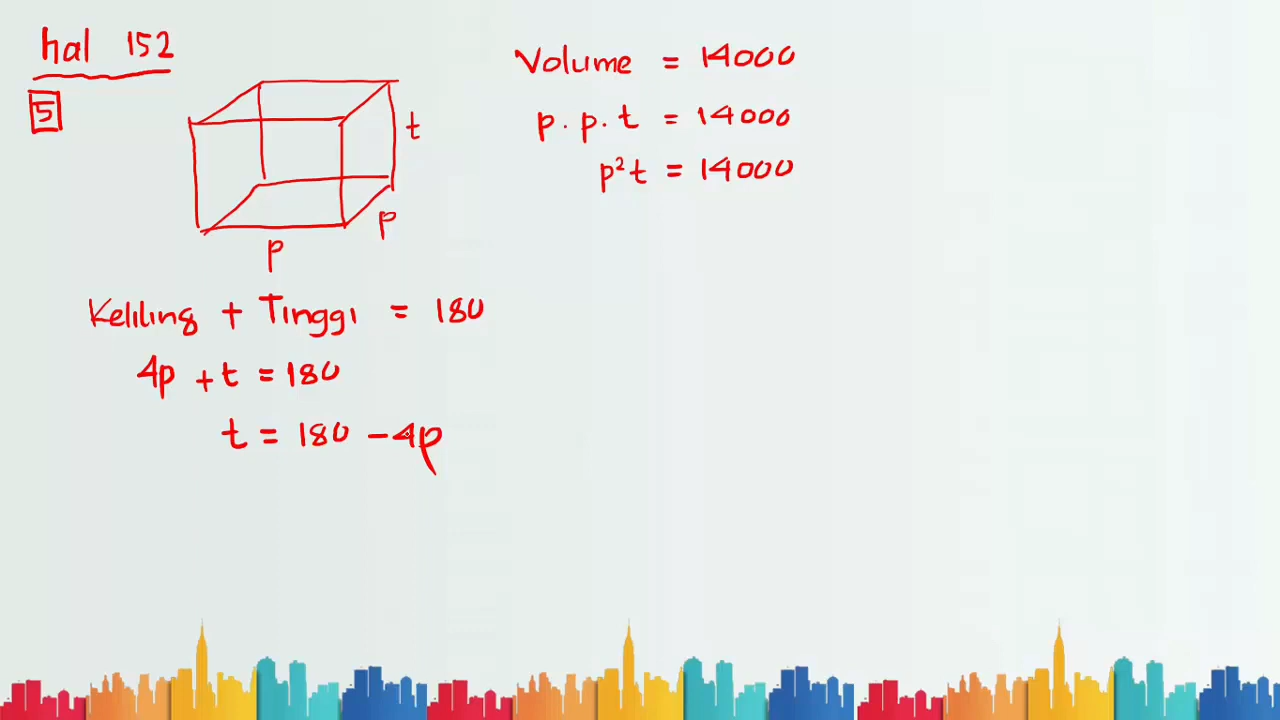 hal 152
5
t
p
p
Keliling + Tinggi = 180
4p + t = 180
t = 180 - 4p
Volume = 14000
p . p . t = 14000
p²t = 14000